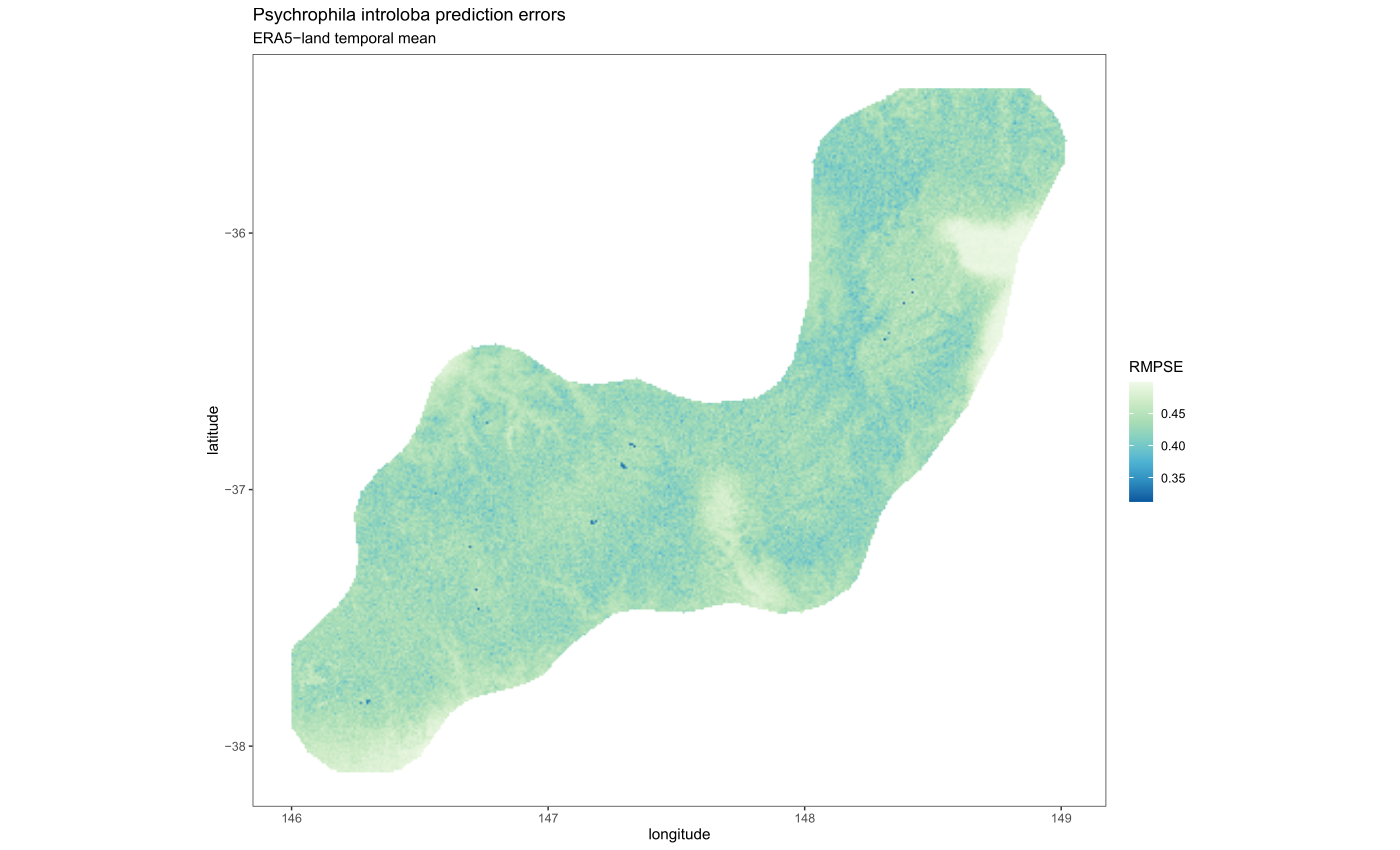 Psychrophila introloba prediction errors
ERA5−land temporal mean
−36
−37
−38
latitude
146
147
148
149
longitude
RMPSE
0.45
0.40
0.35